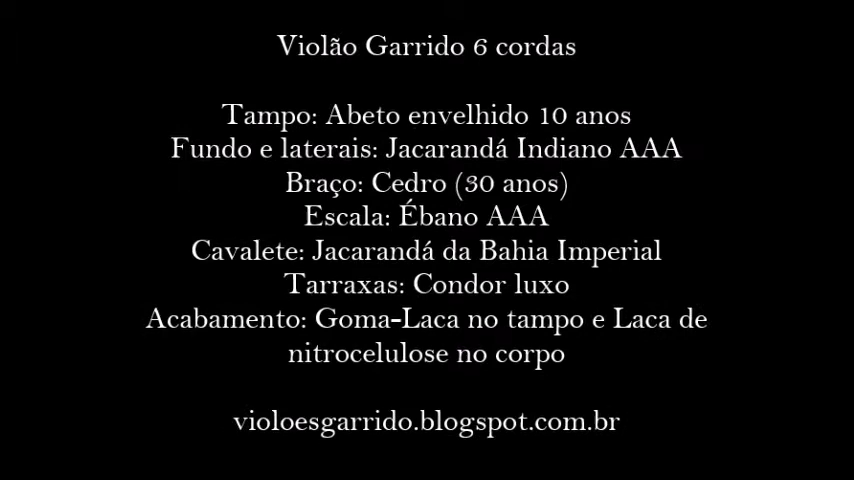 Violão Garrido 6 cordas
Tampo: Abeto envelhido 10 anos
Fundo e laterais: Jacarandá Indiano AAA
Braço: Cedro (30 anos)
Escala: Ébano AAA
Cavalete: Jacarandá da Bahia Imperial
Tarraxas: Condor luxo
Acabamento: Goma-Laca no tampo e Laca de
nitrocelulose no corpo
violoesgarrido.blogspot.com.br